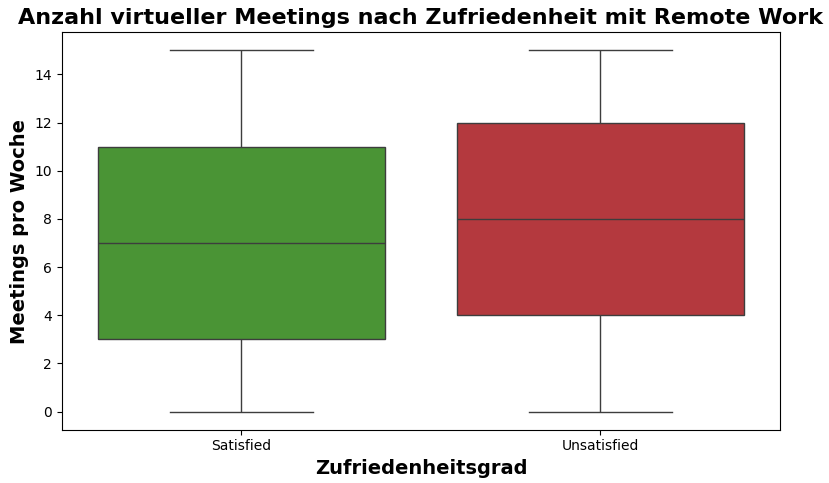 Anzahl virtueller Meetings nach Zufriedenheit mit Remote Work
Meetings pro Woche
14
12
10
8
6
4
2
0
Satisfied
Unsatisfied
Zufriedenheitsgrad